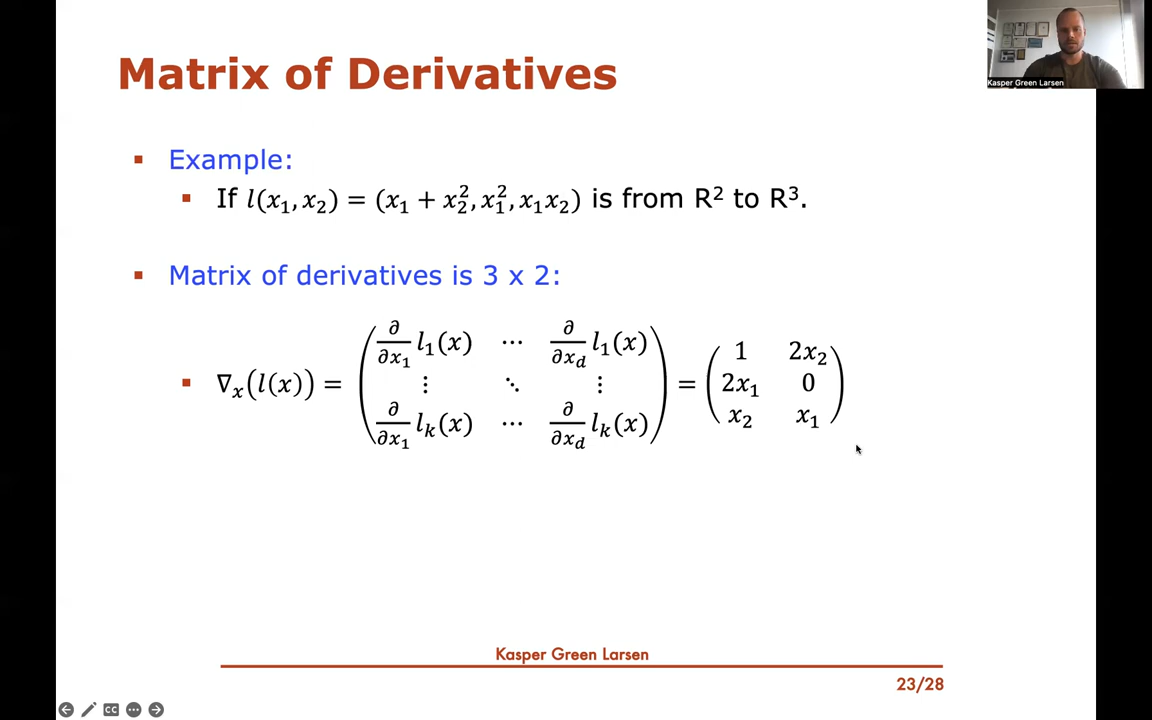 Matrix of Derivatives
Kasper Green Larsen
▪ Example:
▪ If l(x₁, x₂) = (x₁ + x₂², x₁², x₁x₂) is from R² to R³.
▪ Matrix of derivatives is 3 x 2:
▪ ∇ₓ(l(x)) = ( ∂/∂x₁ l₁(x) ⋯ ∂/∂x_d l₁(x) ; ⋮ ⋱ ⋮ ; ∂/∂x₁ l_k(x) ⋯ ∂/∂x_d l_k(x) ) = ( 1 2x₂ ; 2x₁ 0 ; x₂ x₁ )
Kasper Green Larsen
23/28
CC